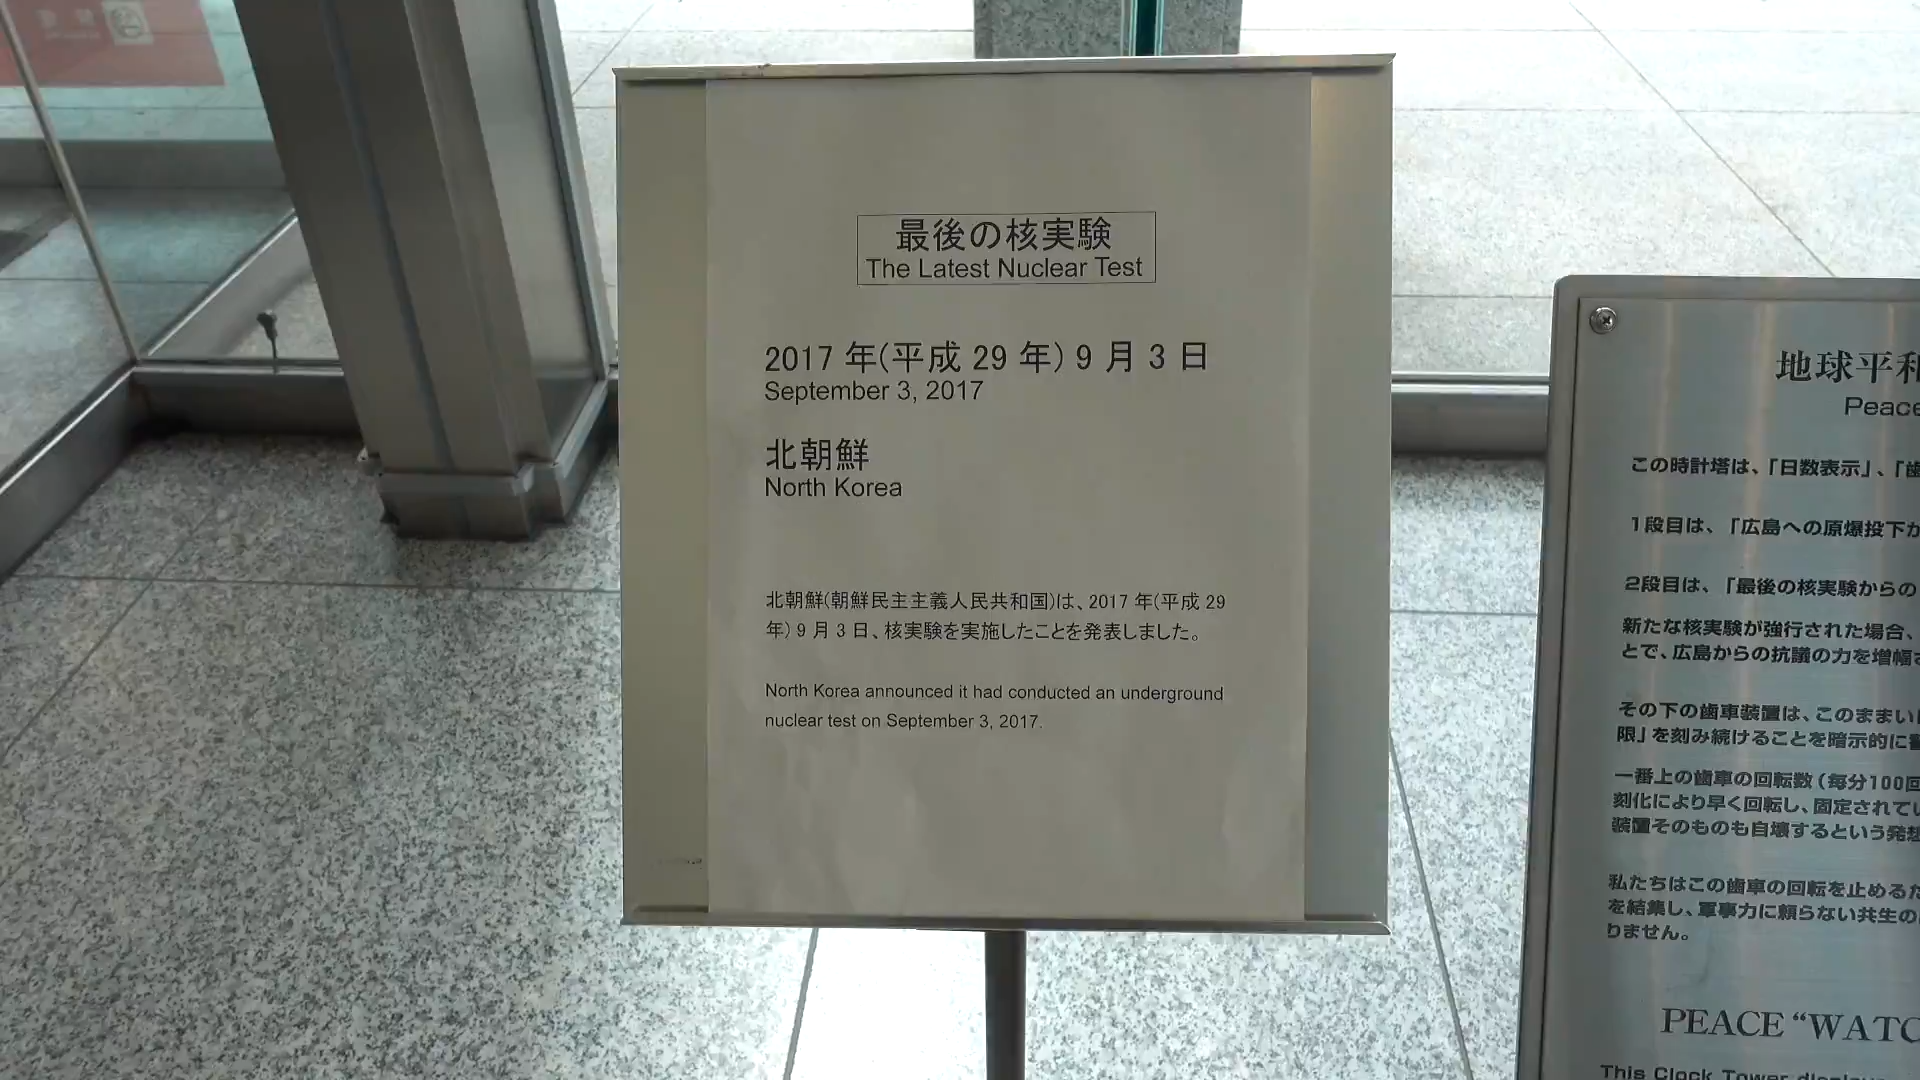 最後の核実験
The Latest Nuclear Test
2017 年(平成 29 年) 9 月 3 日
September 3, 2017
北朝鮮
North Korea
北朝鮮(朝鮮民主主義人民共和国)は、2017 年(平成 29
年) 9 月 3 日、核実験を実施したことを発表しました。
North Korea announced it had conducted an underground
nuclear test on September 3, 2017.
地球平和
Peace
この時計塔は、「日数表示」、「歯
1段目は、「広島への原爆投下か
2段目は、「最後の核実験からの
新たな核実験が強行された場合、
とで、広島からの抗議の力を増幅さ
その下の歯車装置は、このままい
限」を刻み続けることを暗示的に
一番上の歯車の回転数（毎分100回
刻化により早く回転し、固定されてい
装置そのものも自壊するという発想
私たちはこの歯車の回転を止めるた
を結集し、軍事力に頼らない共生の
りません。
PEACE “WATC
This Clock Tower